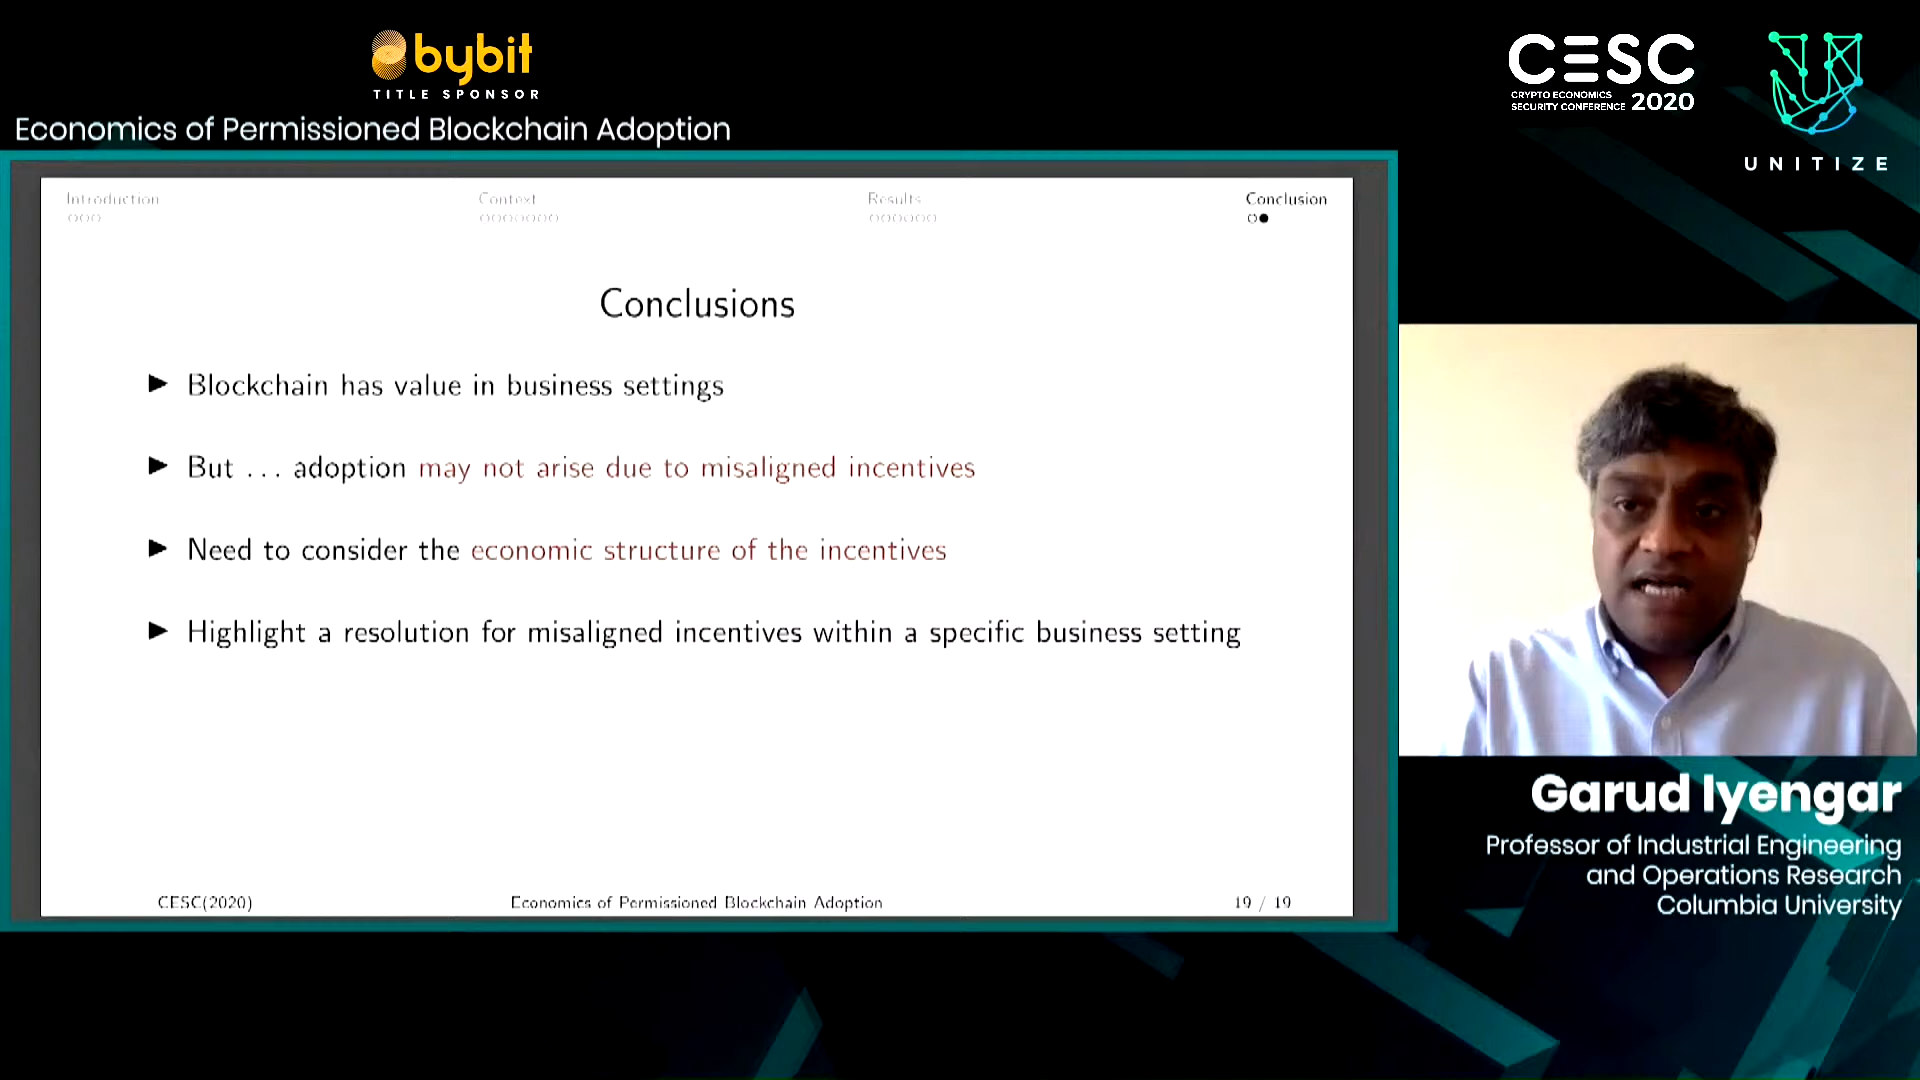 bybit
TITLE SPONSOR
Economics of Permissioned Blockchain Adoption
CESC
CRYPTO ECONOMICS
SECURITY CONFERENCE 2020
UNITIZE
Introduction
Context
Results
Conclusion
Conclusions
▶ Blockchain has value in business settings
▶ But . . . adoption may not arise due to misaligned incentives
▶ Need to consider the economic structure of the incentives
▶ Highlight a resolution for misaligned incentives within a specific business setting
CESC(2020)
Economics of Permissioned Blockchain Adoption
19 / 19
Garud Iyengar
Professor of Industrial Engineering
and Operations Research
Columbia University